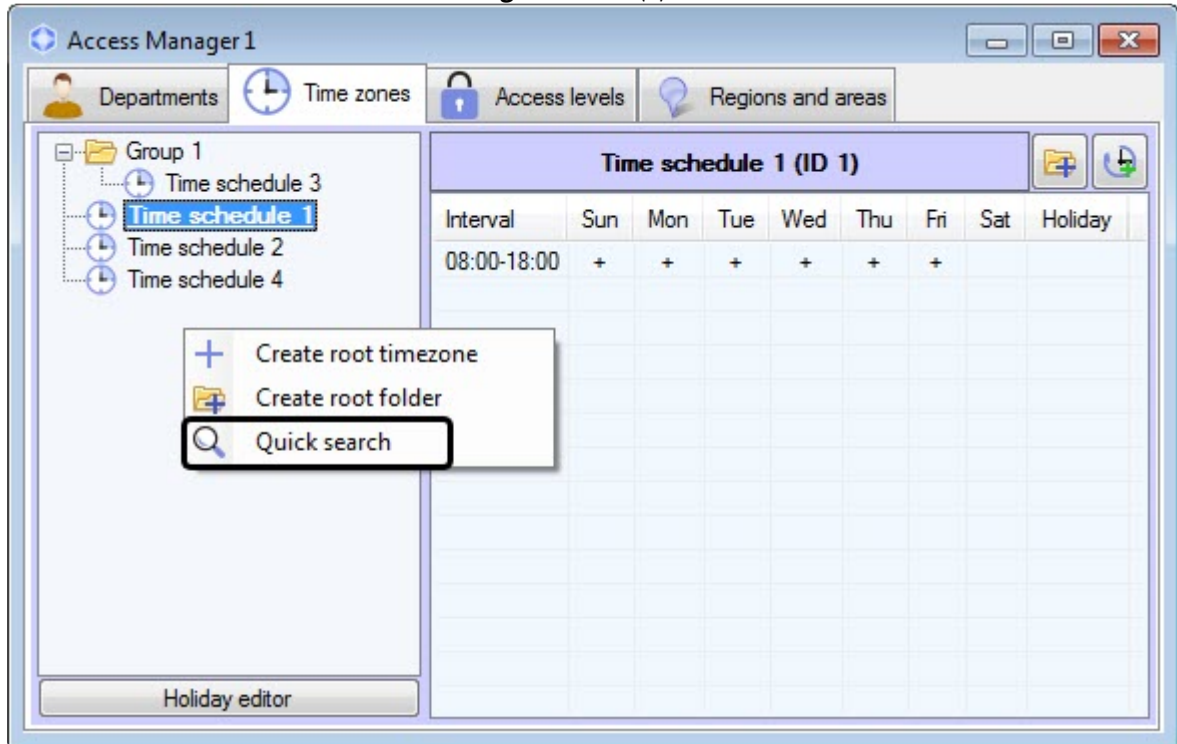 Access Manager 1
Departments Time zones Access levels Regions and areas
Group 1
Time schedule 3
Time schedule 1
Time schedule 2
Time schedule 4
Time schedule 1 (ID 1)
Interval Sun Mon Tue Wed Thu Fri Sat Holiday
08:00-18:00 + + + + + +
Create root timezone
Create root folder
Quick search
Holiday editor